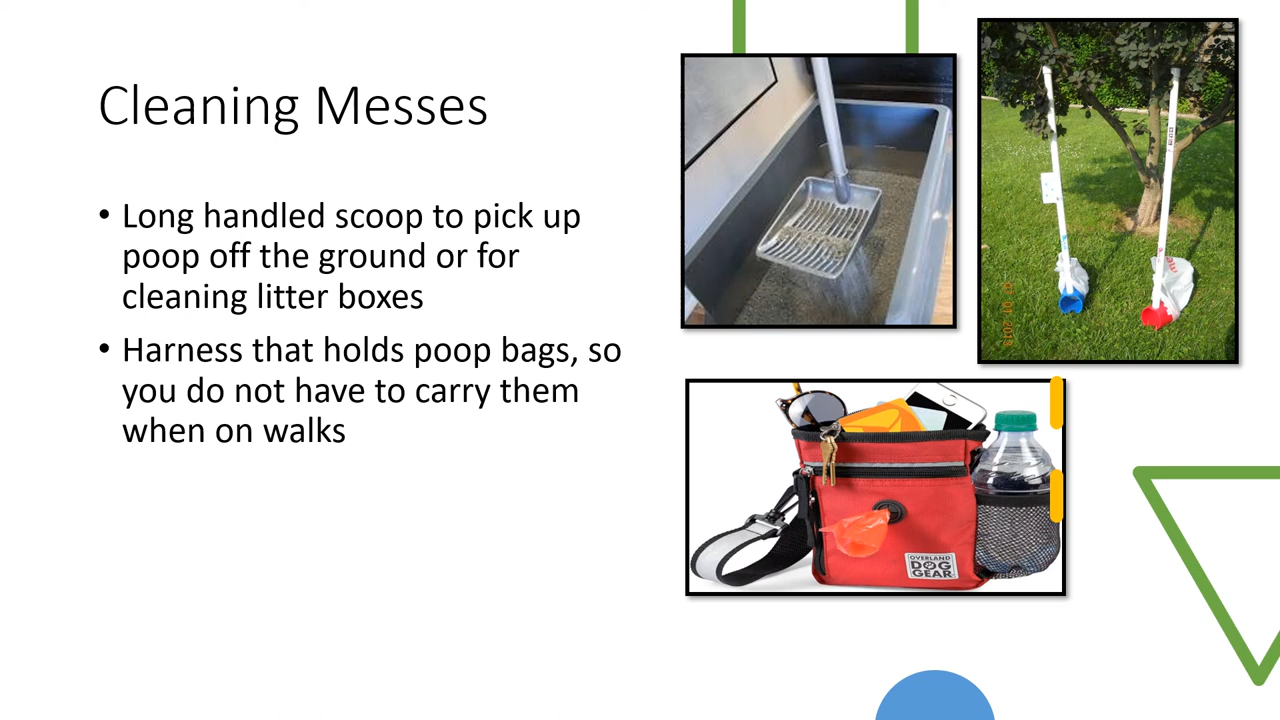 Cleaning Messes
• Long handled scoop to pick up
poop off the ground or for
cleaning litter boxes
• Harness that holds poop bags, so
you do not have to carry them
when on walks
OVERLAND
DOG
GEAR